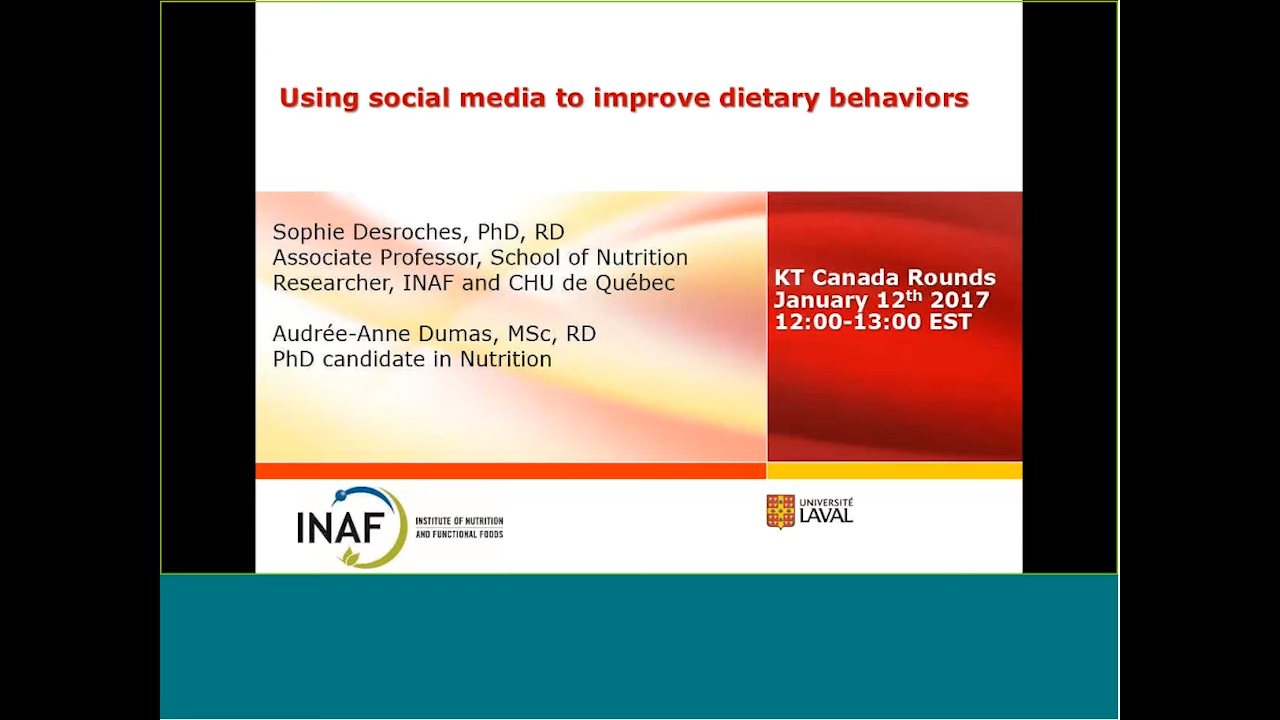 Using social media to improve dietary behaviors
Sophie Desroches, PhD, RD
Associate Professor, School of Nutrition
Researcher, INAF and CHU de Québec
Audrée-Anne Dumas, MSc, RD
PhD candidate in Nutrition
KT Canada Rounds
January 12th 2017
12:00-13:00 EST
INAF
INSTITUTE OF NUTRITION
AND FUNCTIONAL FOODS
UNIVERSITÉ
LAVAL